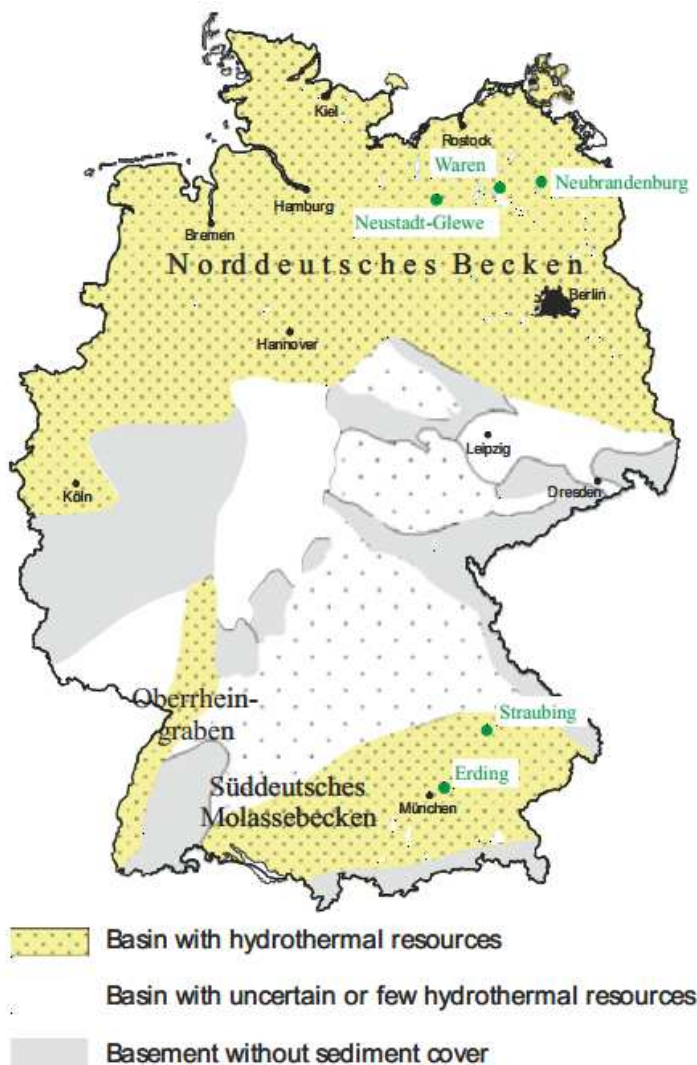 Kiel
Rostock
Waren
Neubrandenburg
Hamburg
Neustadt-Glewe
Bremen
Norddeutsches Becken
Berlin
Hannover
Leipzig
Köln
Dresden
Oberrhein-
graben
Straubing
Süddeutsches
Molassebecken
Erding
München
Basin with hydrothermal resources
Basin with uncertain or few hydrothermal resources
Basement without sediment cover